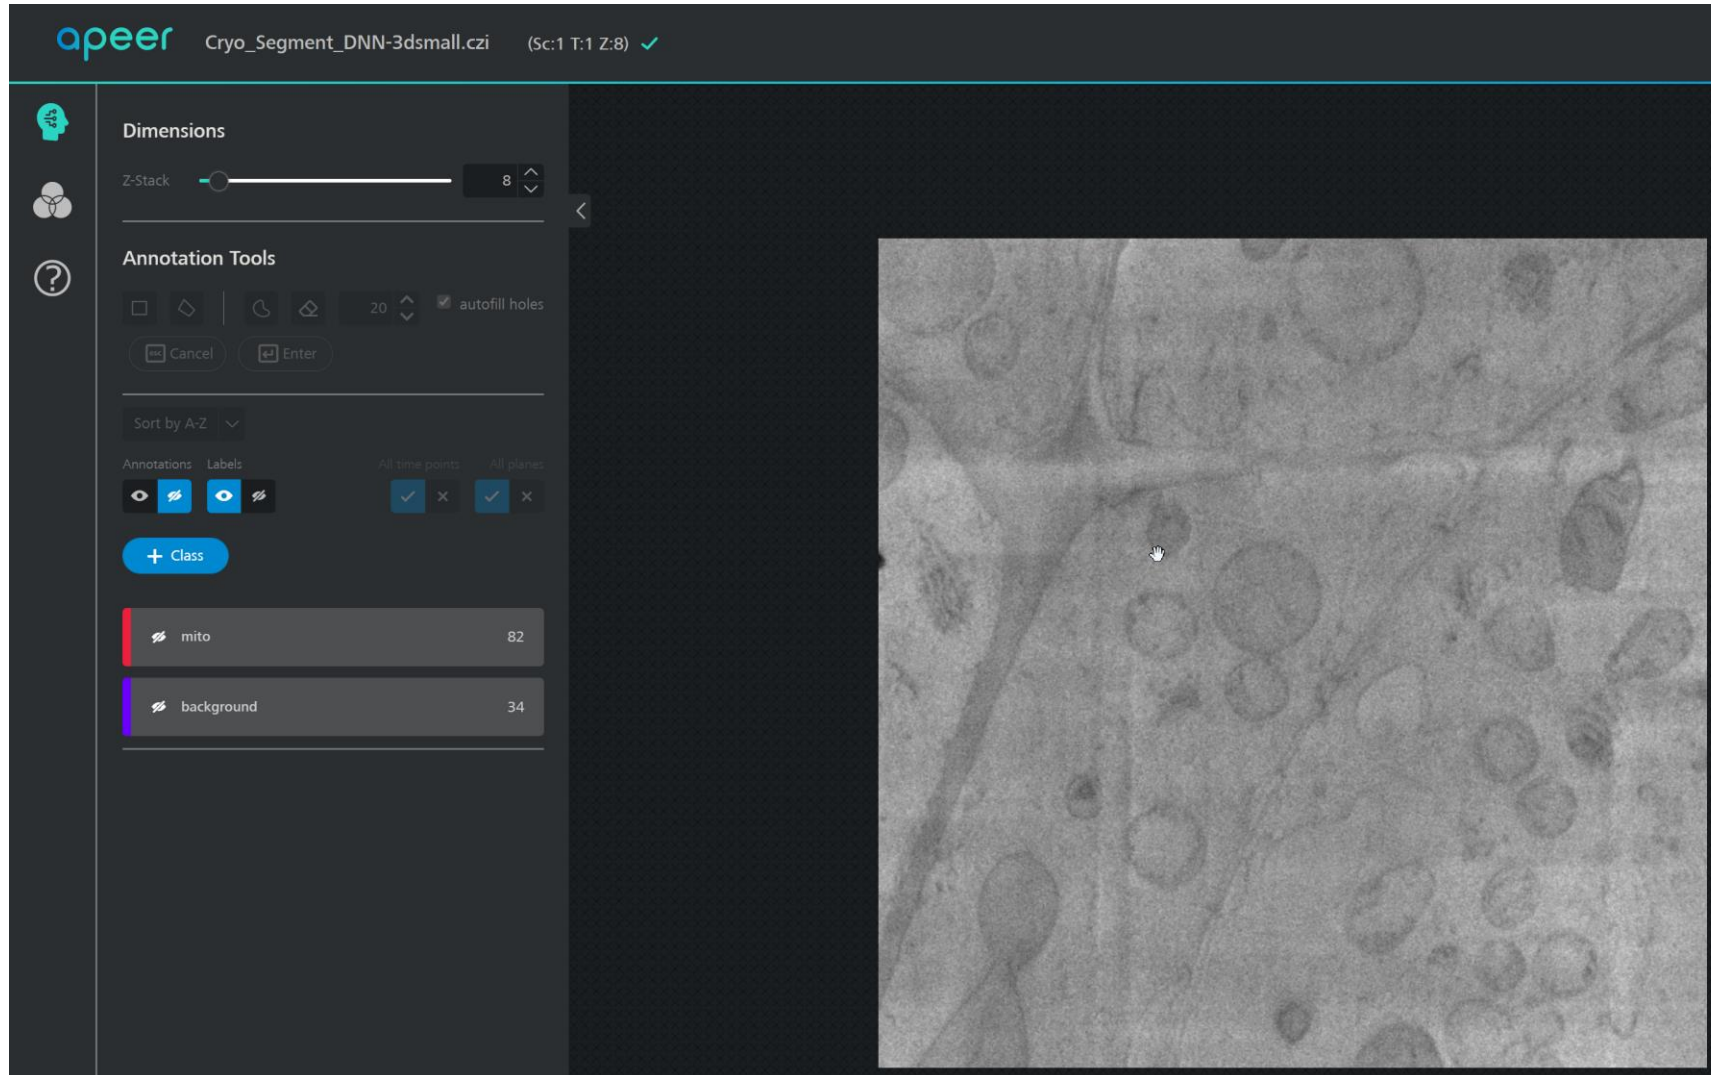 apeer Cryo_Segment_DNN-3dsmall.czi (Sc:1 T:1 Z:8)
Dimensions
Z-Stack 8
Annotation Tools
20 autofill holes
esc Cancel Enter
Sort by A-Z
Annotations Labels All time points All planes
+ Class
mito 82
background 34